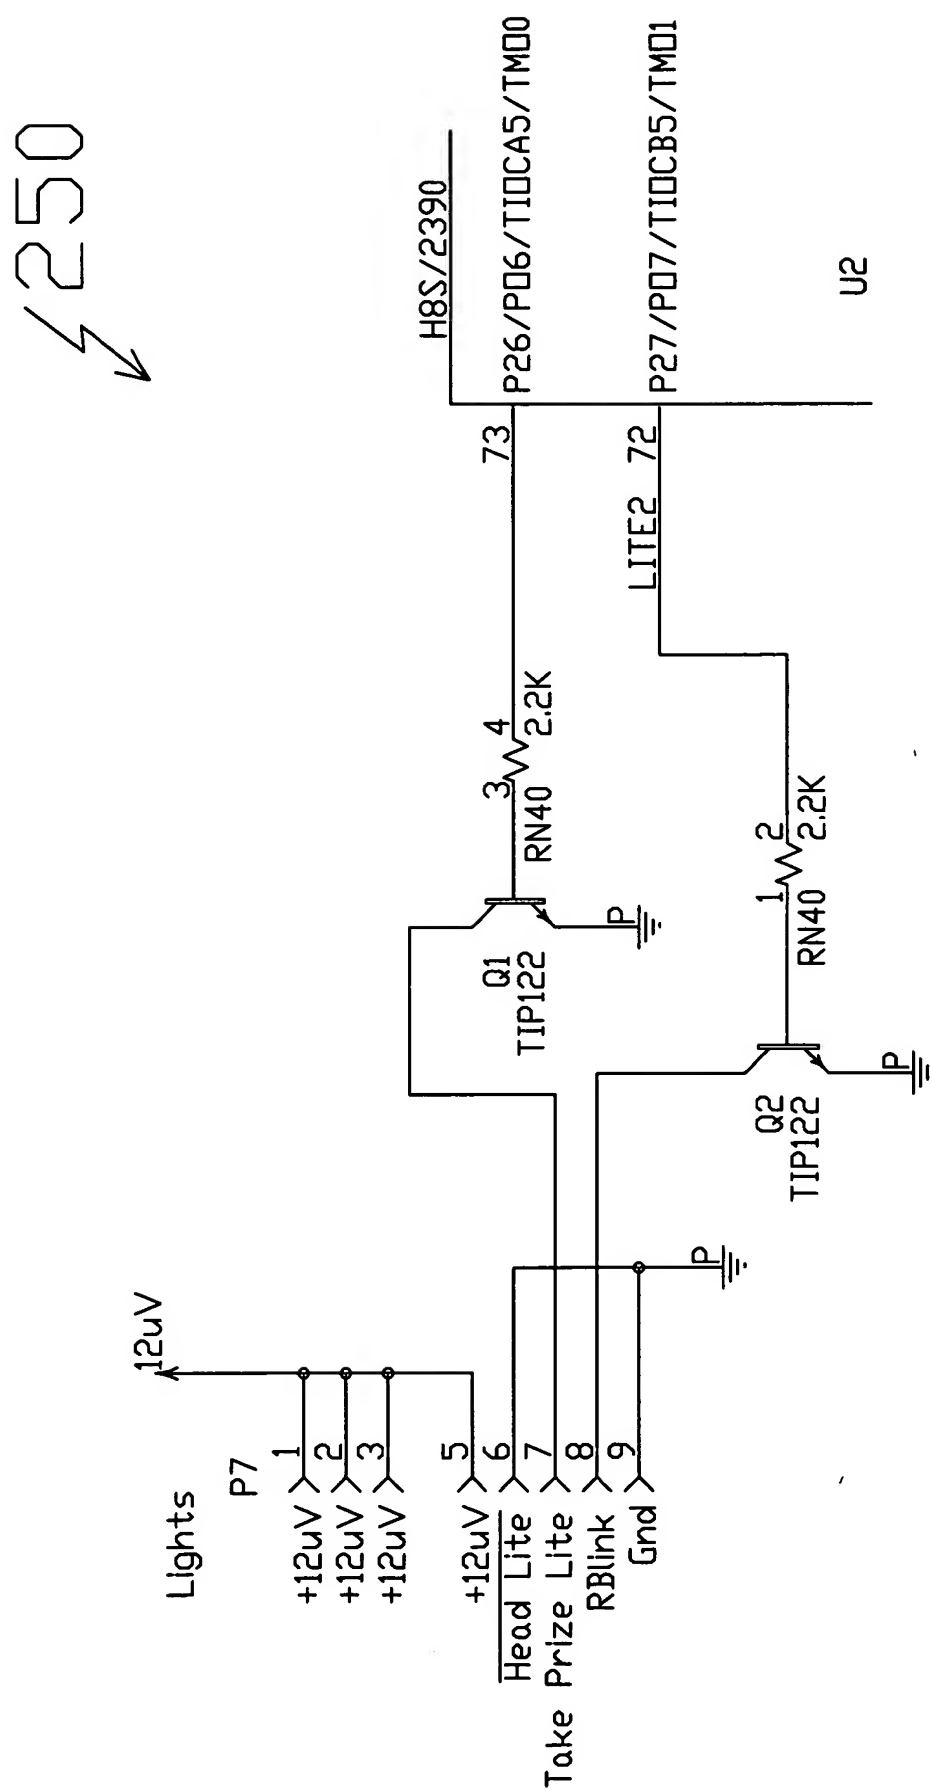 250
Lights
P7
12uV
+12uV 1
+12uV 2
+12uV 3
+12uV 5
Head Lite 6
Take Prize Lite 7
RBlink 8
Gnd 9
P
Q1
TIP122
P
3 4
RN40 2.2K
73
H8S/2390
P26/PO6/TIOCA5/TMO0
Q2
TIP122
P
1 2
RN40 2.2K
LITE2 72
P27/PO7/TIOCB5/TMO1
U2